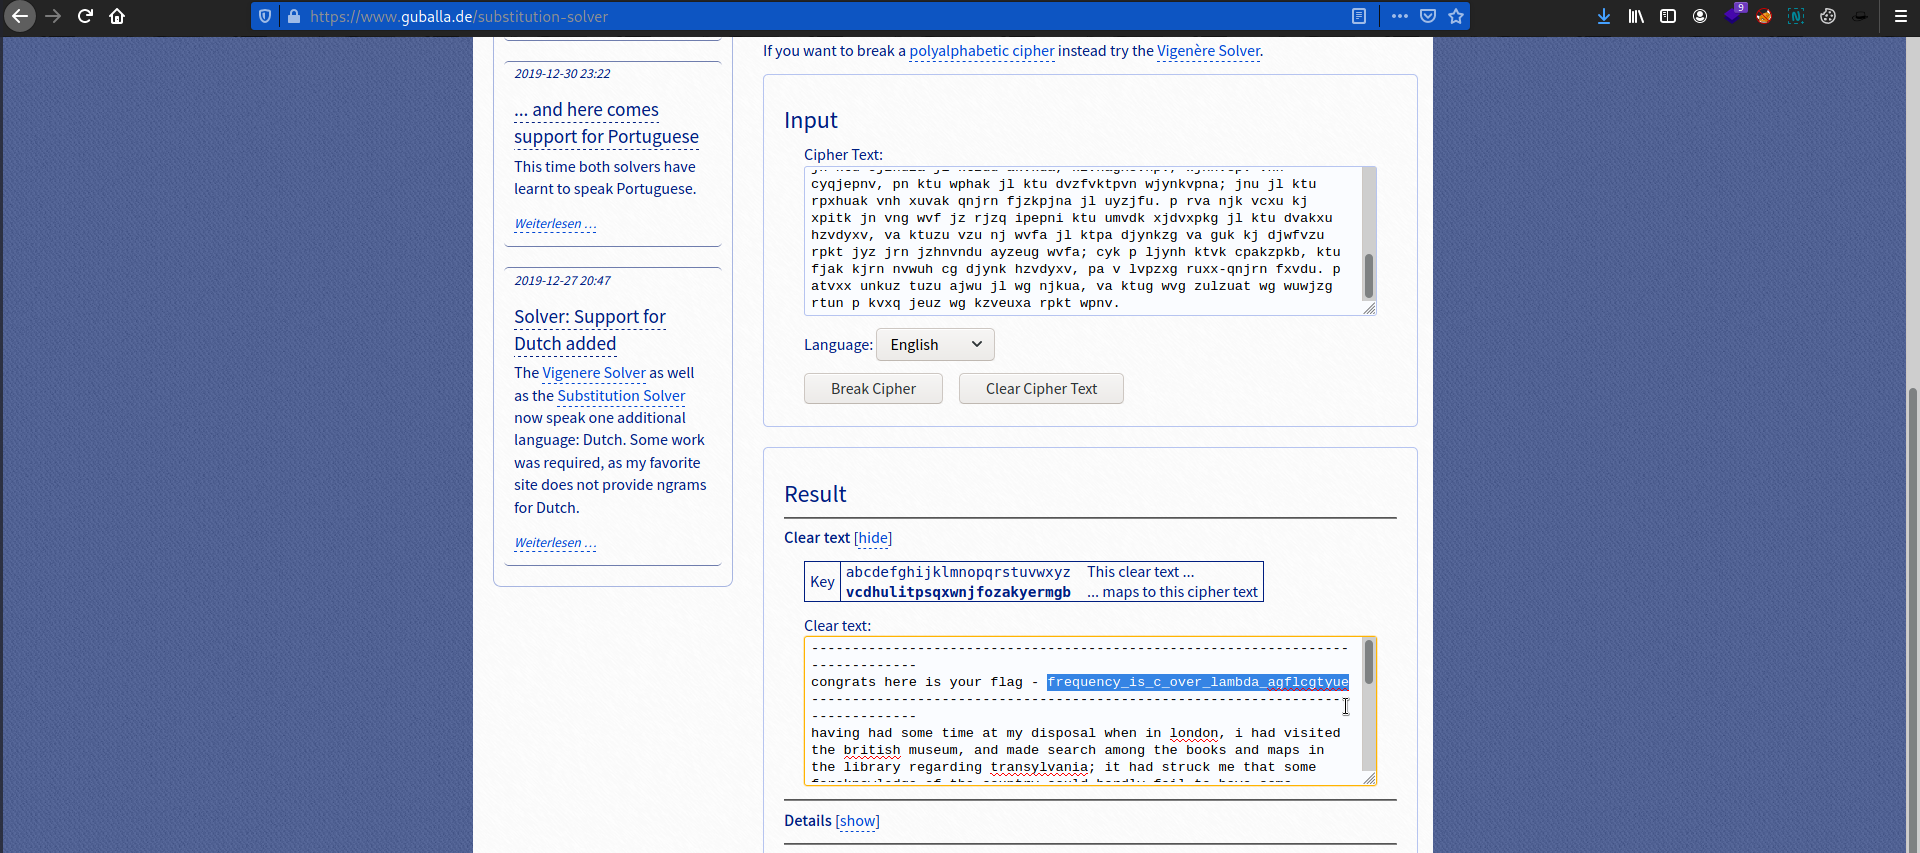 https://www.guballa.de/substitution-solver
9
2019-12-30 23:22
... and here comes
support for Portuguese
This time both solvers have
learnt to speak Portuguese.
Weiterlesen ...
2019-12-27 20:47
Solver: Support for
Dutch added
The Vigenere Solver as well
as the Substitution Solver
now speak one additional
language: Dutch. Some work
was required, as my favorite
site does not provide ngrams
for Dutch.
Weiterlesen ...
If you want to break a polyalphabetic cipher instead try the Vigenère Solver.
Input
Cipher Text:
cyqjepnv, pn ktu wphak jl ktu dvzfvktpvn wjynkvpna; jnu jl ktu
rpxhuak vnh xuvak qnjrn fjzkpjna jl uyzjfu. p rva njk vcxu kj
xpitk jn vng wvf jz rjzq ipepni ktu umvdk xjdvxpkg jl ktu dvakxu
hzvdyxv, va ktuzu vzu nj wvfa jl ktpa djynkzg va guk kj djwfvzu
rpkt jyz jrn jzhnvndu ayzeug wvfa; cyk p ljynh ktvk cpakzpkb, ktu
fjak kjrn nvwuh cg djynk hzvdyxv, pa v lvpzxg ruxx-qnjrn fxvdu. p
atvxx unkuz tuzu ajwu jl wg njkua, va ktug wvg zulzuat wg wuwjzg
rtun p kvxq jeuz wg kzveuxa rpkt wpnv.
Language: English
Break Cipher Clear Cipher Text
Result
Clear text [hide]
Key abcdefghijklmnopqrstuvwxyz This clear text ...
vcdhulitpsqxwnjfozakyermgb ... maps to this cipher text
Clear text:
------------------------------------------------------------------
-------------
congrats here is your flag - frequency_is_c_over_lambda_agflcgtyue
------------------------------------------------------------------
-------------
having had some time at my disposal when in london, i had visited
the british museum, and made search among the books and maps in
the library regarding transylvania; it had struck me that some
Details [show]